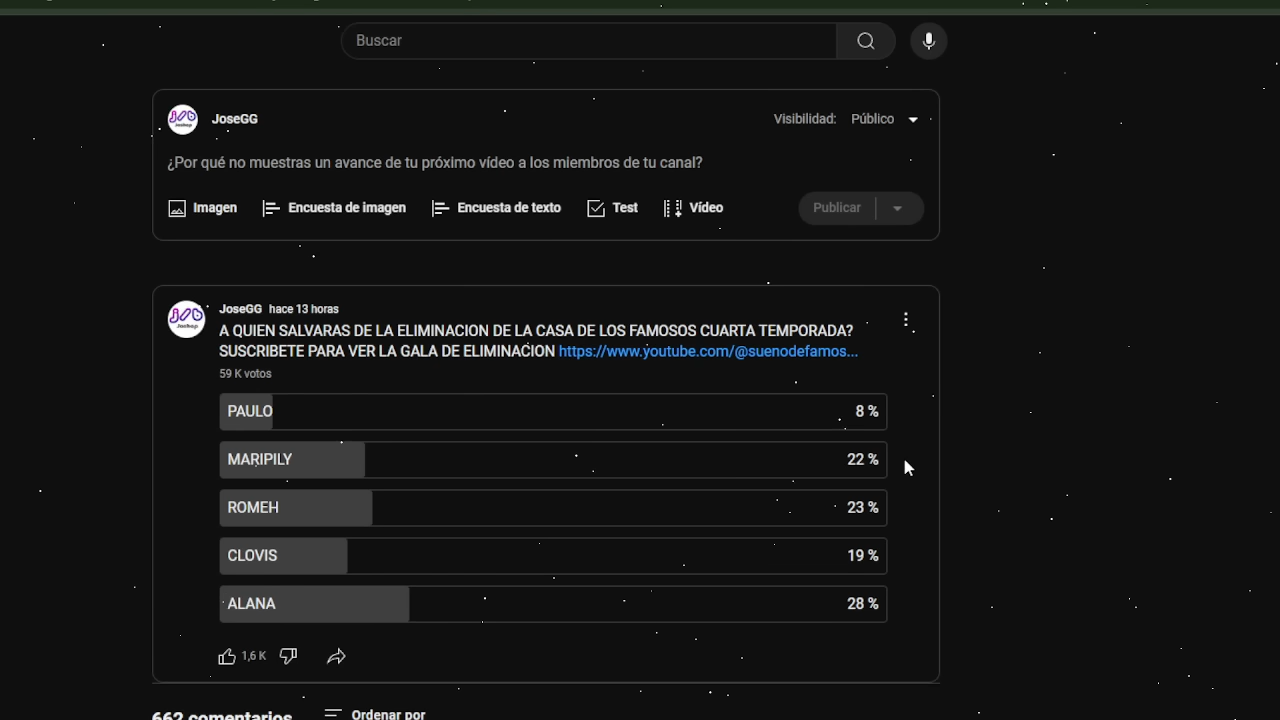 Buscar
JoseGG
Visibilidad: Público
¿Por qué no muestras un avance de tu próximo vídeo a los miembros de tu canal?
Imagen
Encuesta de imagen
Encuesta de texto
Test
Vídeo
Publicar
JoseGG hace 13 horas
A QUIEN SALVARAS DE LA ELIMINACION DE LA CASA DE LOS FAMOSOS CUARTA TEMPORADA?
SUSCRIBETE PARA VER LA GALA DE ELIMINACION https://www.youtube.com/@suenodefamos...
59 K votos
PAULO 8 %
MARIPILY 22 %
ROMEH 23 %
CLOVIS 19 %
ALANA 28 %
1,6 K
662 comentarios
Ordenar por